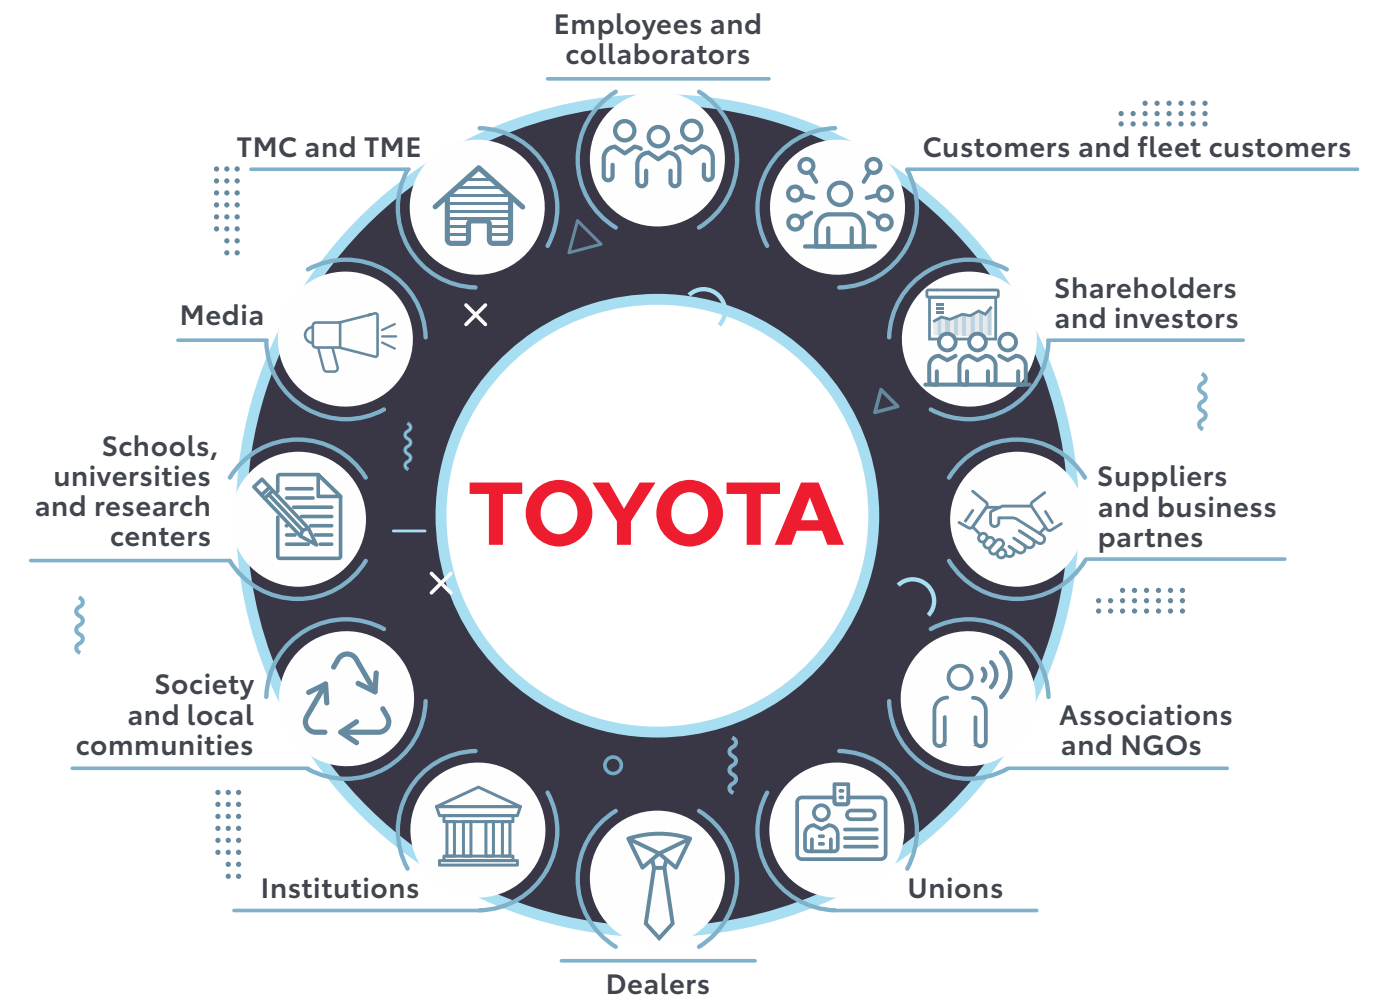 Employees and
collaborators
TMC and TME
Customers and fleet customers
Media
Shareholders
and investors
Schools,
universities
and research
centers
TOYOTA
Suppliers
and business
partnes
Society
and local
communities
Associations
and NGOs
Institutions
Unions
Dealers